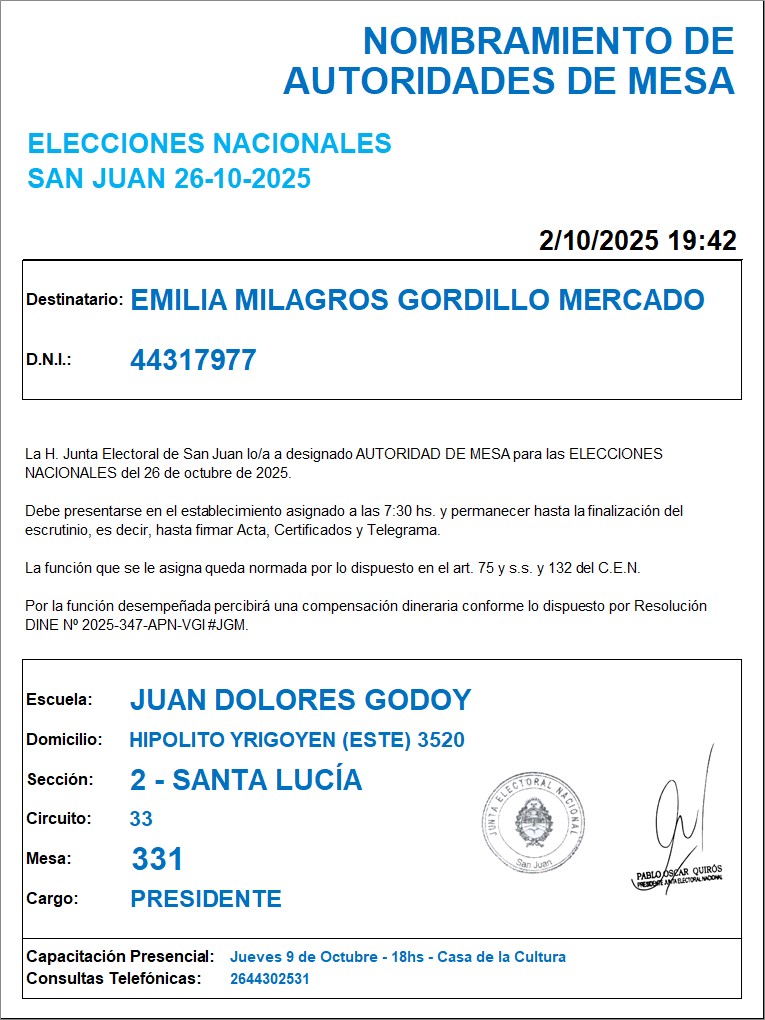 NOMBRAMIENTO DE
AUTORIDADES DE MESA
ELECCIONES NACIONALES
SAN JUAN 26-10-2025
2/10/2025 19:42
Destinatario: EMILIA MILAGROS GORDILLO MERCADO
D.N.I.: 44317977
La H. Junta Electoral de San Juan lo/a a designado AUTORIDAD DE MESA para las ELECCIONES
NACIONALES del 26 de octubre de 2025.
Debe presentarse en el establecimiento asignado a las 7:30 hs. y permanecer hasta la finalización del
escrutinio, es decir, hasta firmar Acta, Certificados y Telegrama.
La función que se le asigna queda normada por lo dispuesto en el art. 75 y s.s. y 132 del C.E.N.
Por la función desempeñada percibirá una compensación dineraria conforme lo dispuesto por Resolución
DINE Nº 2025-347-APN-VGI#JGM.
Escuela: JUAN DOLORES GODOY
Domicilio: HIPOLITO YRIGOYEN (ESTE) 3520
Sección: 2 - SANTA LUCÍA
Circuito: 33
Mesa: 331
Cargo: PRESIDENTE
JUNTA ELECTORAL NACIONAL
San Juan
PABLO OSCAR QUIRÓS
PRESIDENTE JUNTA ELECTORAL NACIONAL
Capacitación Presencial: Jueves 9 de Octubre - 18hs - Casa de la Cultura
Consultas Telefónicas: 2644302531